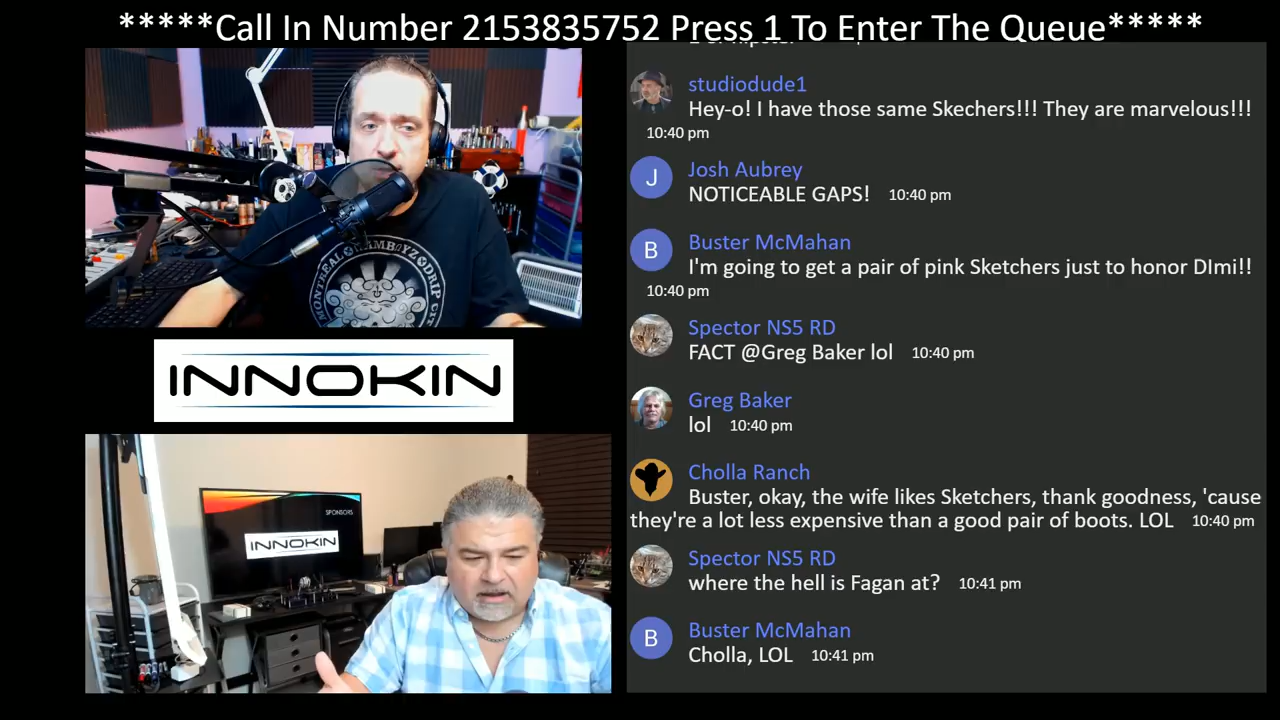 *****Call In Number 2153835752 Press 1 To Enter The Queue*****
studiodude1
Hey-o! I have those same Skechers!!! They are marvelous!!!
10:40 pm
Josh Aubrey
J
NOTICEABLE GAPS! 10:40 pm
Buster McMahan
B
I'm going to get a pair of pink Sketchers just to honor DImi!!
10:40 pm
Spector NS5 RD
FACT @Greg Baker lol 10:40 pm
Greg Baker
lol 10:40 pm
Cholla Ranch
Buster, okay, the wife likes Sketchers, thank goodness, 'cause
they're a lot less expensive than a good pair of boots. LOL 10:40 pm
Spector NS5 RD
where the hell is Fagan at? 10:41 pm
Buster McMahan
B
Cholla, LOL 10:41 pm
MONTREAL
DRIP
INNOKIN
SPONSORS
INNOKIN